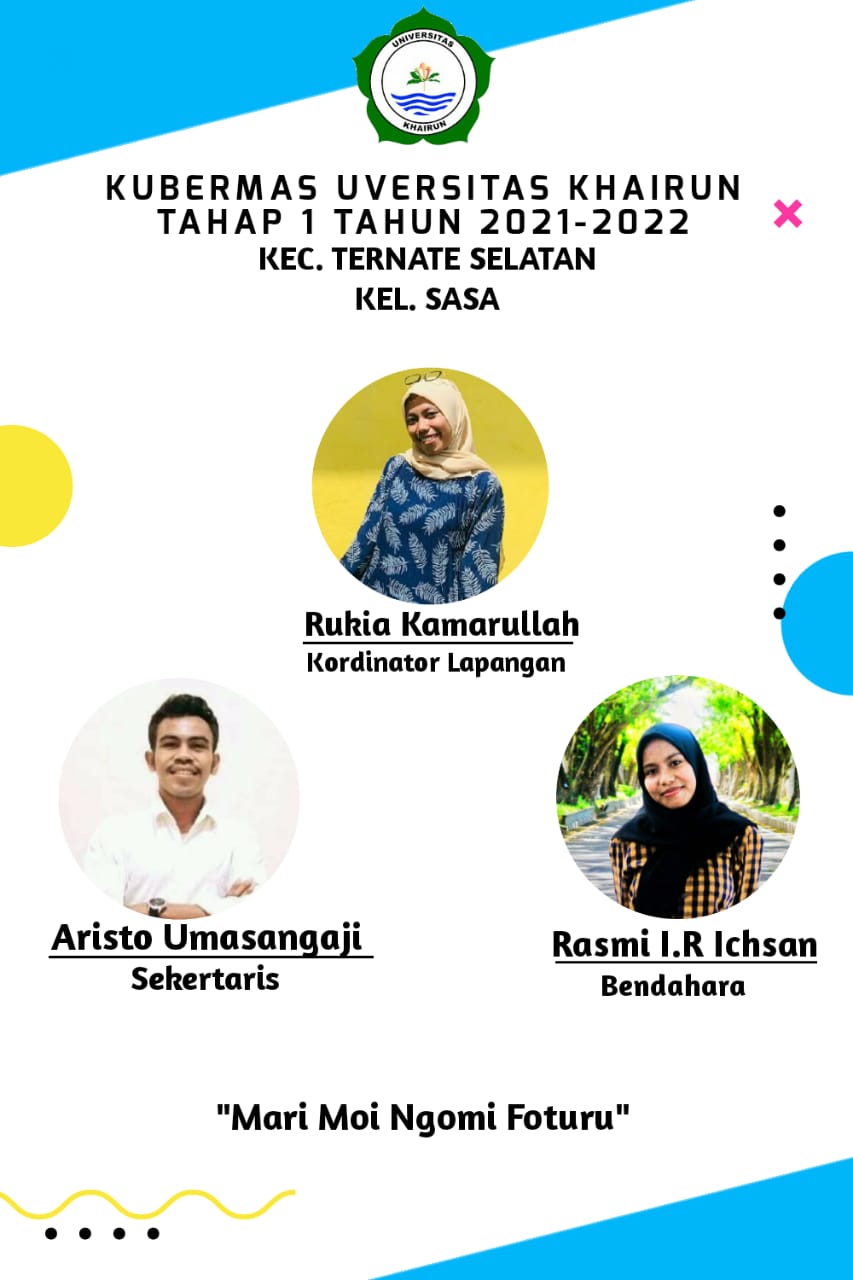 UNIVERSITAS
KHAIRUN
KUBERMAS UVERSITAS KHAIRUN
TAHAP 1 TAHUN 2021-2022
KEC. TERNATE SELATAN
KEL. SASA
Rukia Kamarullah
Kordinator Lapangan
Aristo Umasangaji
Sekertaris
Rasmi I.R Ichsan
Bendahara
"Mari Moi Ngomi Foturu"